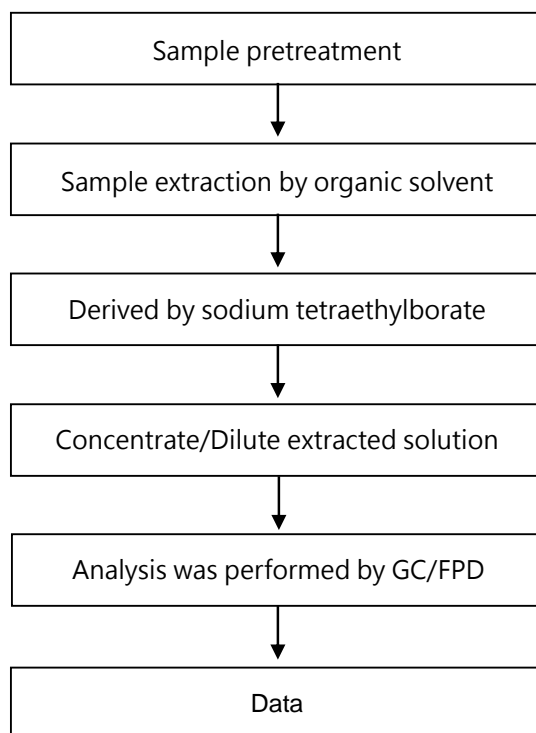 Sample pretreatment
Sample extraction by organic solvent
Derived by sodium tetraethylborate
Concentrate/Dilute extracted solution
Analysis was performed by GC/FPD
Data